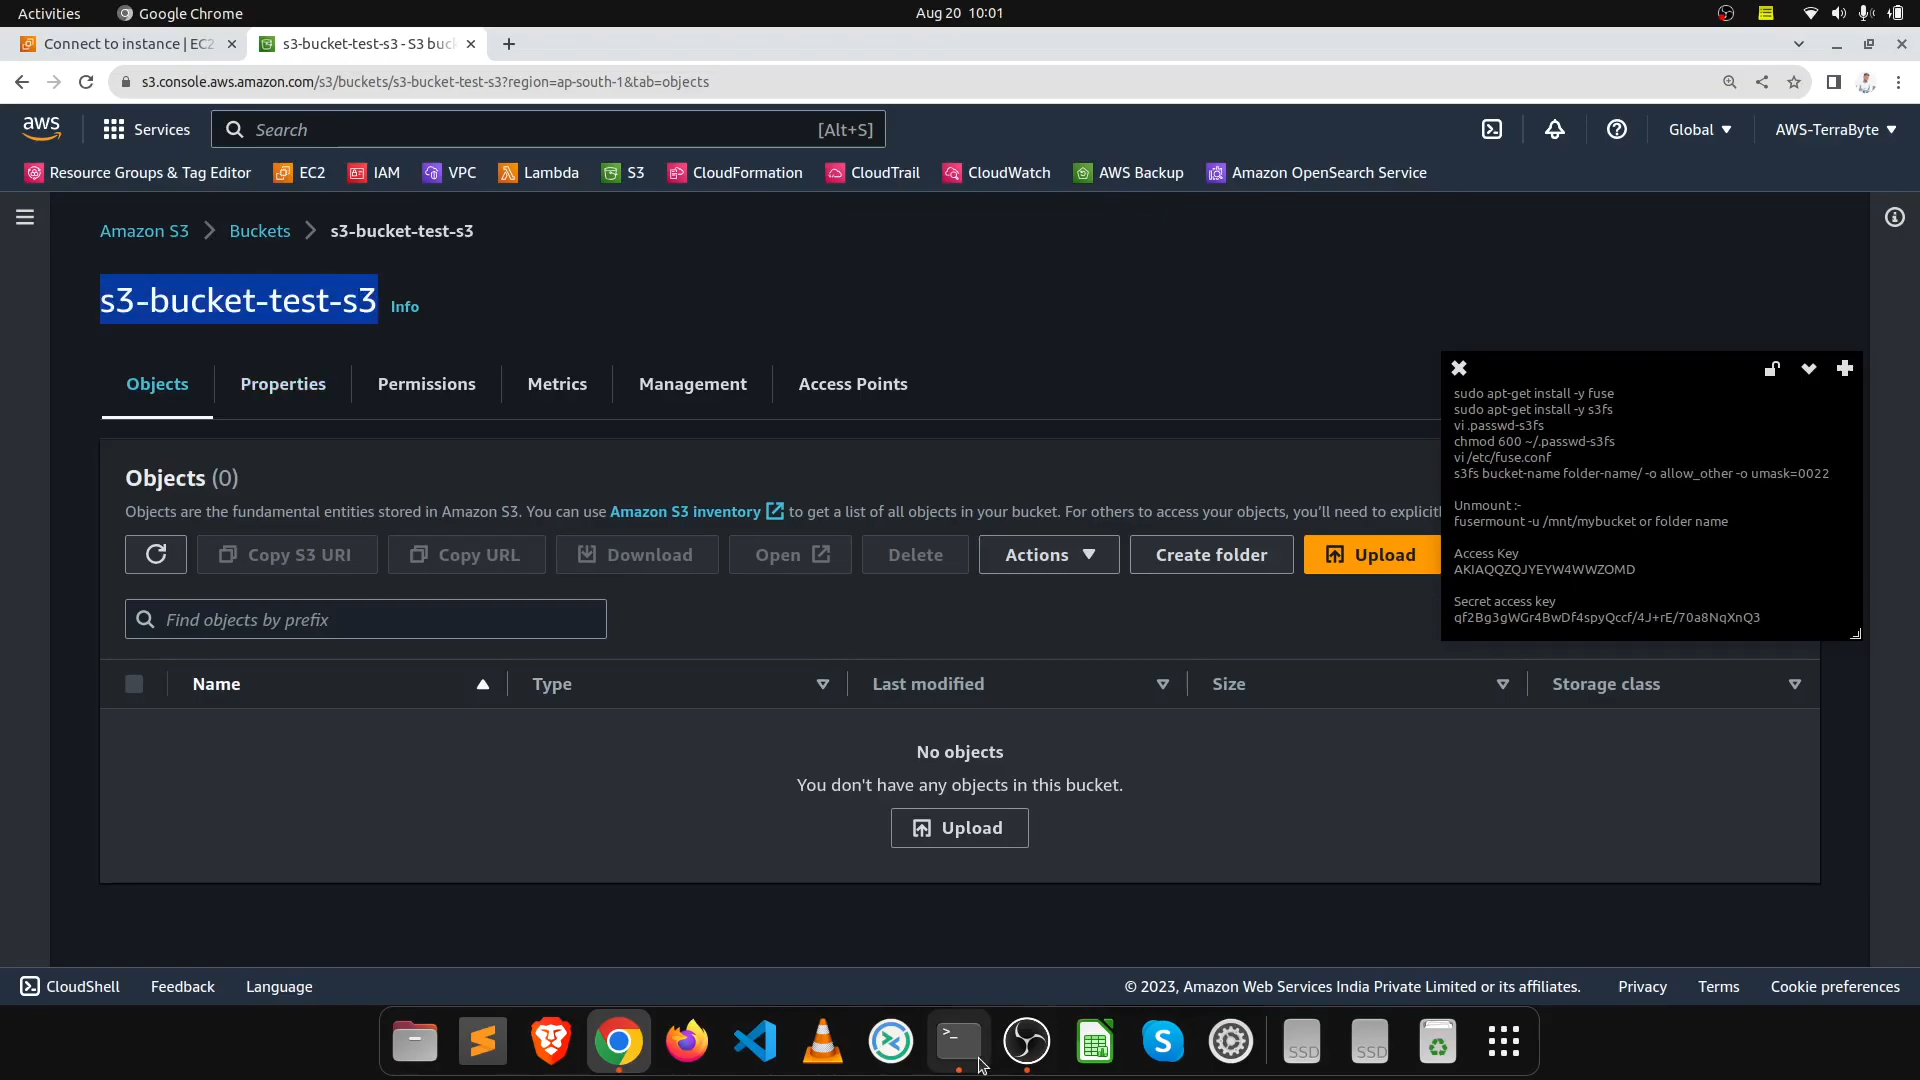 Activities
Google Chrome
Aug 20 10:01
Connect to instance | EC2
s3-bucket-test-s3 - S3 buc
s3.console.aws.amazon.com/s3/buckets/s3-bucket-test-s3?region=ap-south-1&tab=objects
aws
Services
Search
[Alt+S]
Global
AWS-TerraByte
Resource Groups & Tag Editor
EC2
IAM
VPC
Lambda
S3
CloudFormation
CloudTrail
CloudWatch
AWS Backup
Amazon OpenSearch Service
Amazon S3
Buckets
s3-bucket-test-s3
s3-bucket-test-s3
Info
Objects
Properties
Permissions
Metrics
Management
Access Points
Objects (0)
Objects are the fundamental entities stored in Amazon S3. You can use Amazon S3 inventory to get a list of all objects in your bucket. For others to access your objects, you'll need to explicit
Copy S3 URI
Copy URL
Download
Open
Delete
Actions
Create folder
Upload
sudo apt-get install -y fuse
sudo apt-get install -y s3fs
vi .passwd-s3fs
chmod 600 ~/.passwd-s3fs
vi /etc/fuse.conf
s3fs bucket-name folder-name/ -o allow_other -o umask=0022
Unmount :-
fusermount -u /mnt/mybucket or folder name
Access Key
AKIAQQZQJYEYW4WWZOMD
Secret access key
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
Find objects by prefix
Name
Type
Last modified
Size
Storage class
No objects
You don't have any objects in this bucket.
Upload
CloudShell
Feedback
Language
© 2023, Amazon Web Services India Private Limited or its affiliates.
Privacy
Terms
Cookie preferences
SSD
SSD